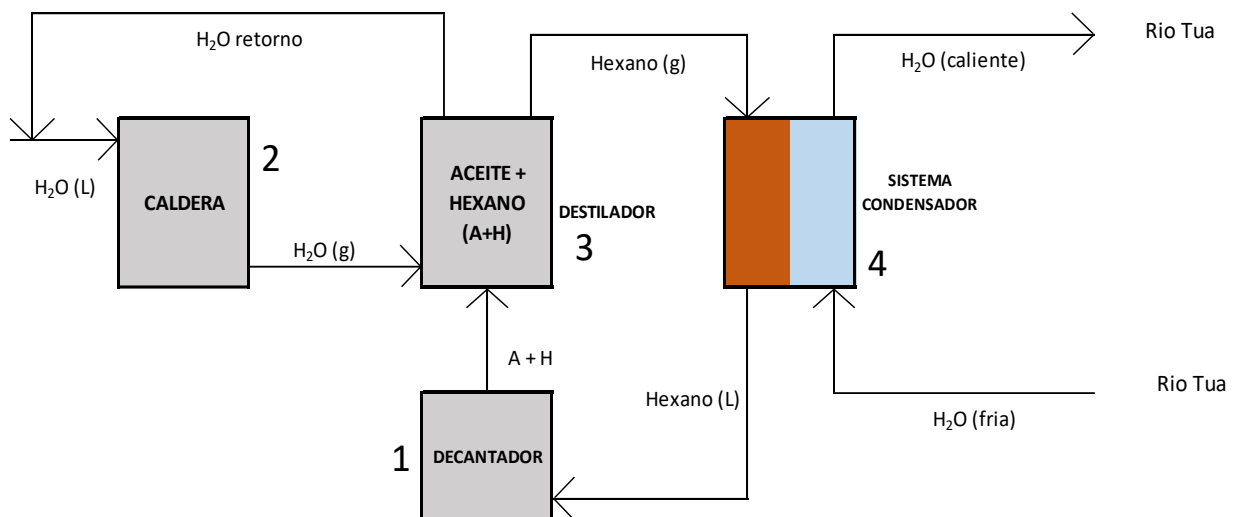 H₂O retorno
Hexano (g)
H₂O (caliente)
Rio Tua
H₂O (L)
CALDERA
2
H₂O (g)
ACEITE +
HEXANO
(A+H)
DESTILADOR
3
SISTEMA
CONDENSADOR
4
A + H
Hexano (L)
Rio Tua
H₂O (fria)
1
DECANTADOR